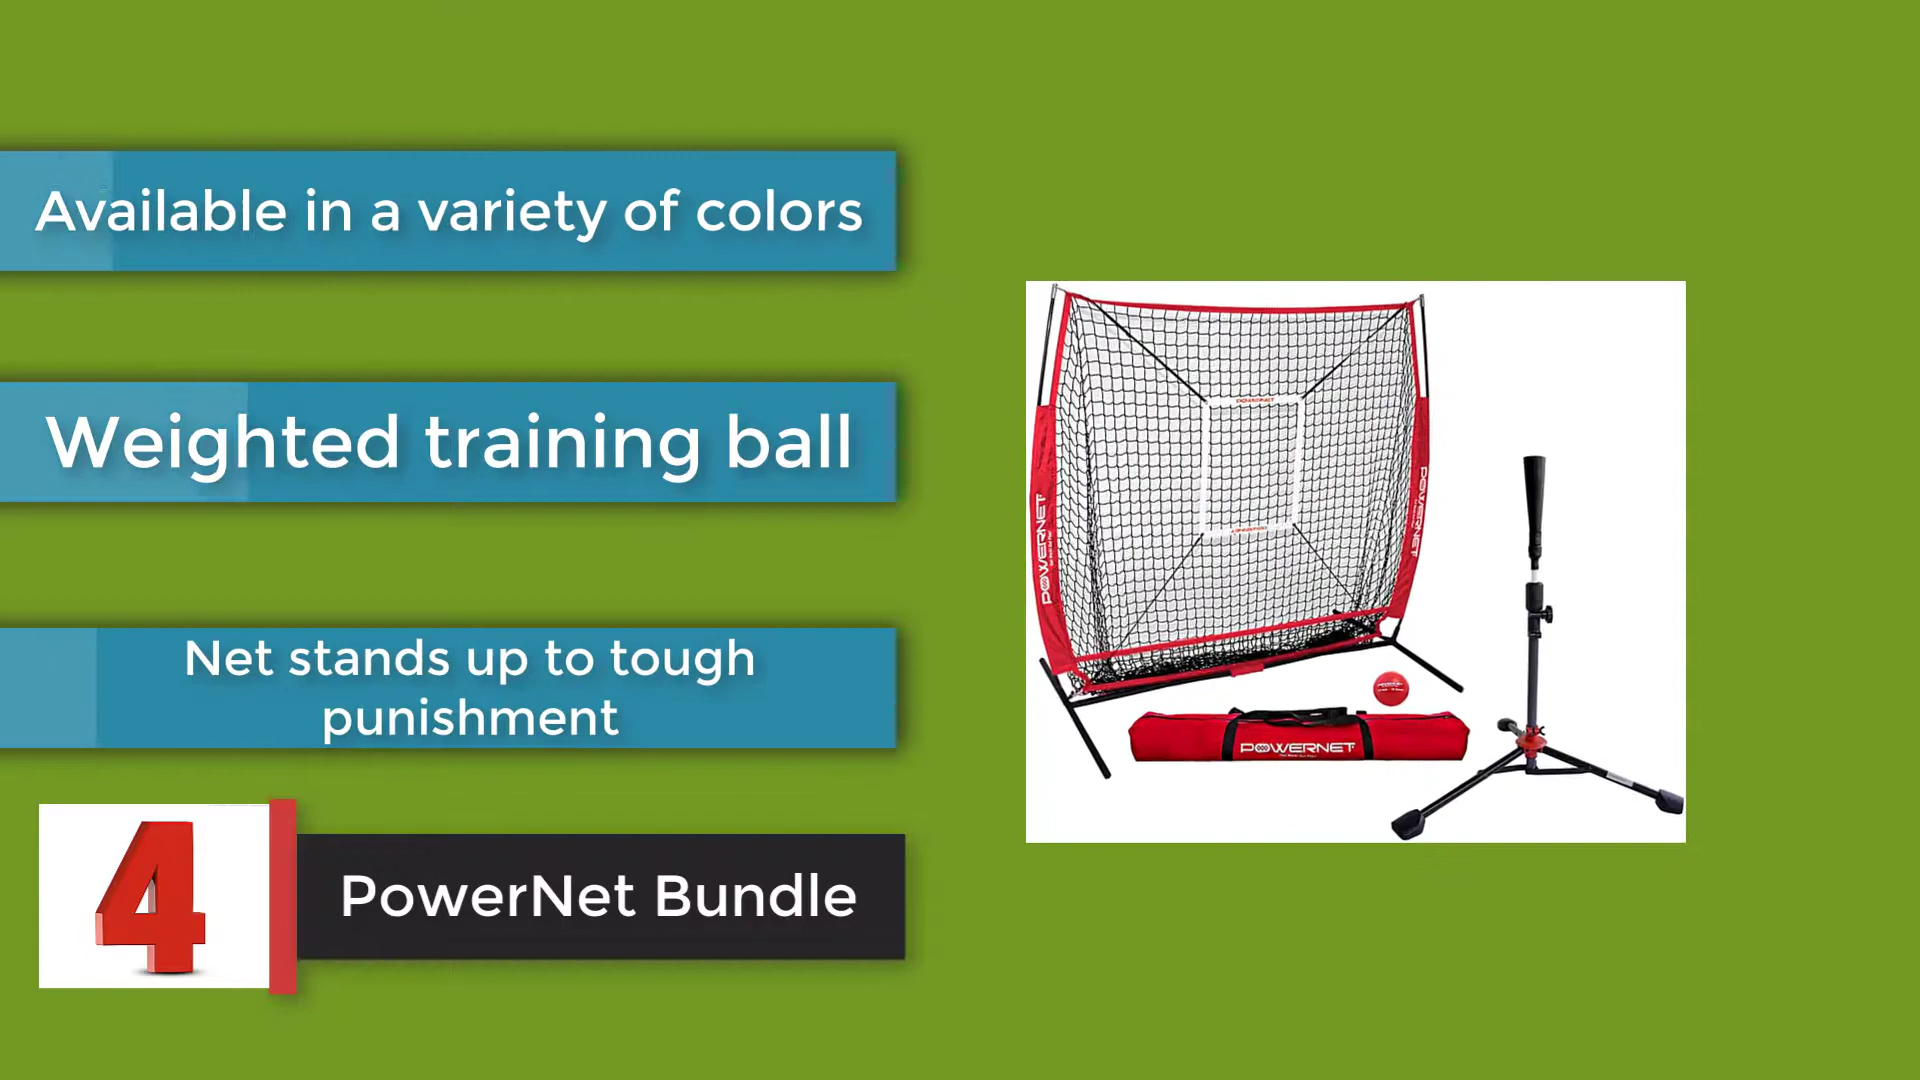 Available in a variety of colors
Weighted training ball
Net stands up to tough
punishment
4
PowerNet Bundle
POWERNET
POWERNET
POWERNET
POWERNET